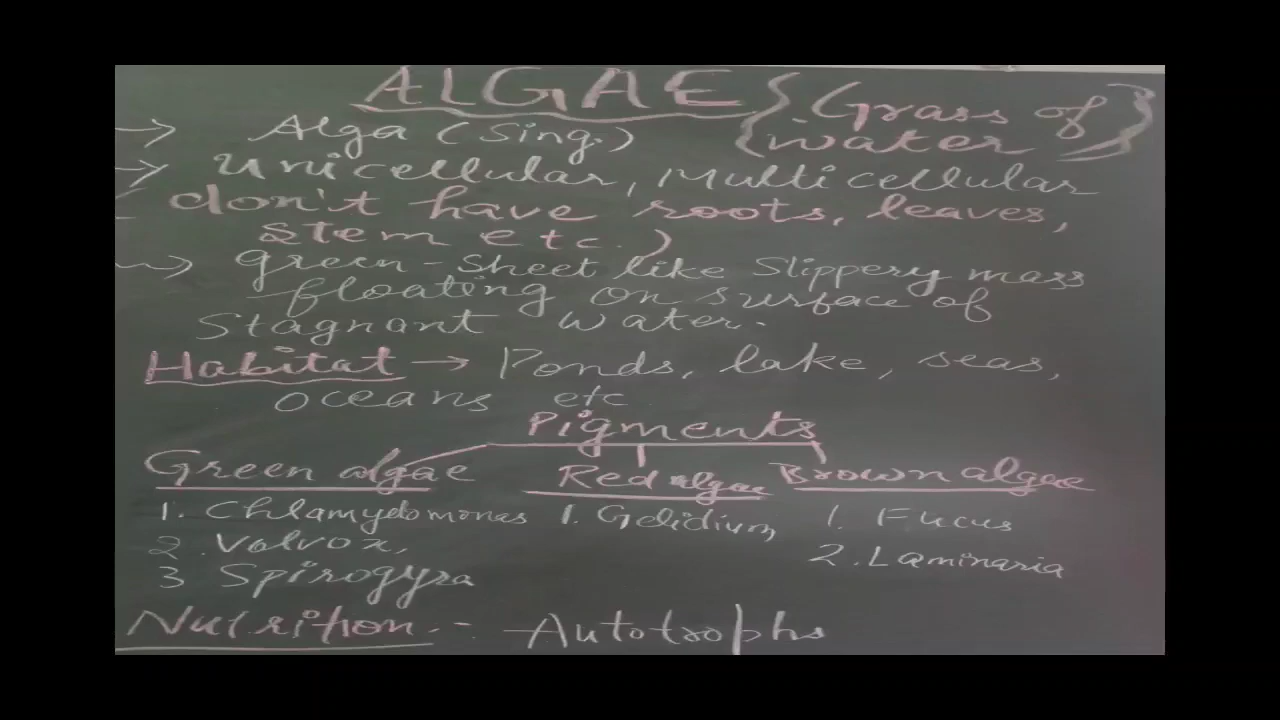 ALGAE {Grass of
→ Alga (Sing.) {water}
→ Unicellular, Multicellular
don't have roots, leaves,
stem etc.)
→ green-sheet like slippery mass
floating on surface of
Stagnant water.
Habitat → Ponds, lake, seas,
oceans etc
Pigments
Green algae Red algae Brown algae
1. Chlamydomonas 1. Gelidium, 1. Fucus
2. Volvox, 2. Laminaria
3 Spirogyra
Nutrition:- Autotrophs